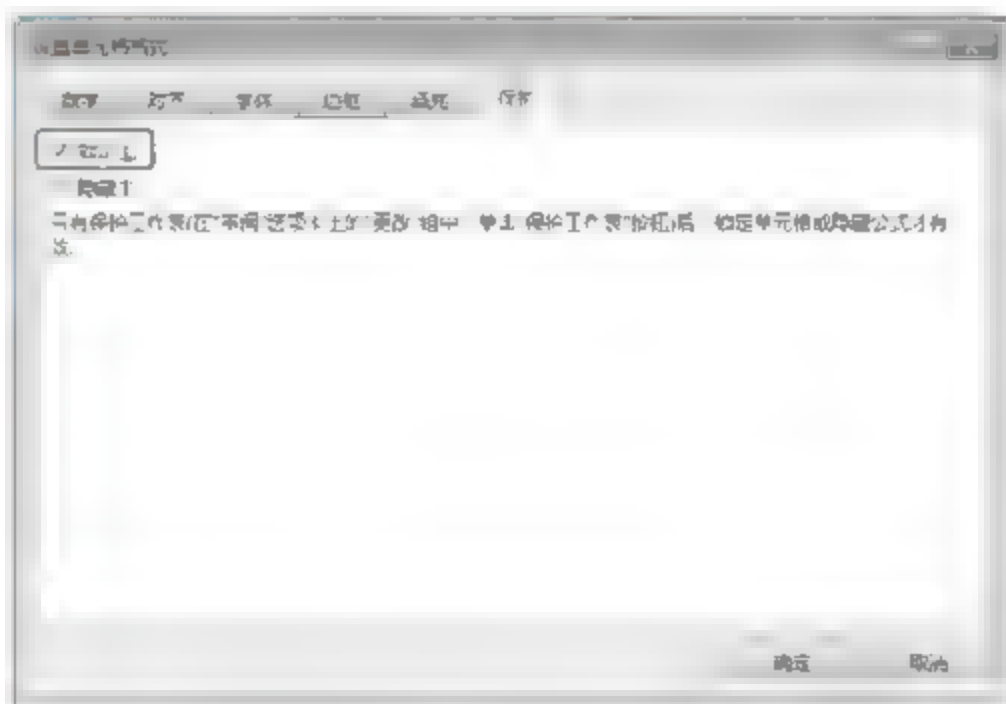 设置单元格格式
数字 对齐 字体 边框 填充 保护
锁定(L)
隐藏(I)
只有保护工作表(在“审阅”选项卡上的“更改”组中，单击“保护工作表”按钮)后，锁定单元格或隐藏公式才有
效。
确定 取消